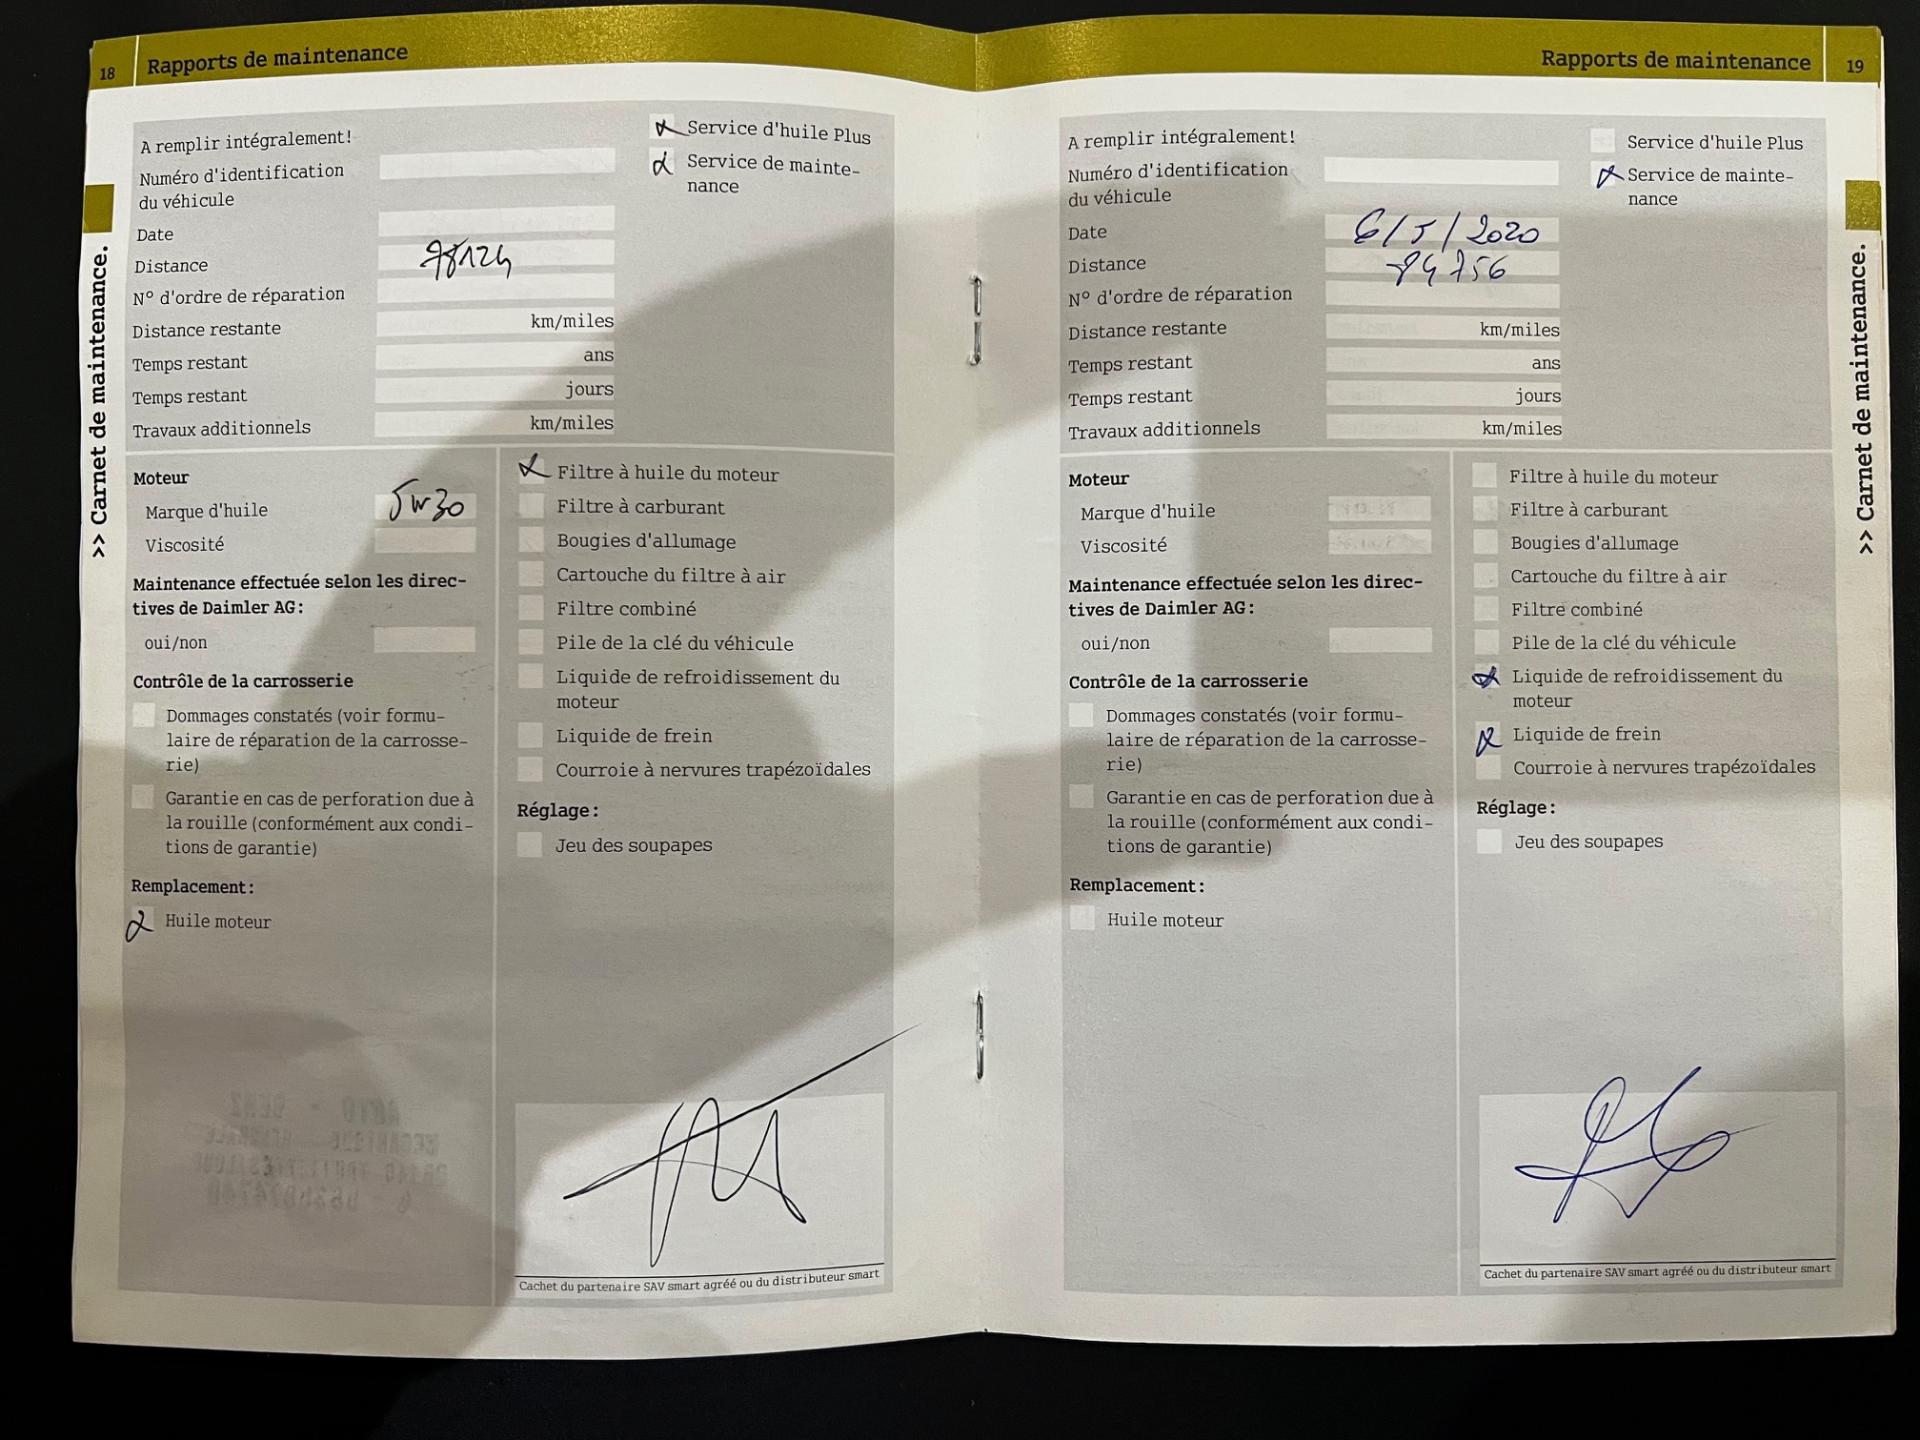 18 Rapports de maintenance
>> Carnet de maintenance.
A remplir intégralement!
Service d'huile Plus
Service de mainte-
nance
Numéro d'identification
du véhicule
Date
Distance 78124
N° d'ordre de réparation
Distance restante km/miles
Temps restant ans
Temps restant jours
Travaux additionnels km/miles
Moteur
Marque d'huile 5w30
Viscosité
Maintenance effectuée selon les direc-
tives de Daimler AG:
oui/non
Contrôle de la carrosserie
Dommages constatés (voir formu-
laire de réparation de la carrosse-
rie)
Garantie en cas de perforation due à
la rouille (conformément aux condi-
tions de garantie)
Remplacement:
Huile moteur
Filtre à huile du moteur
Filtre à carburant
Bougies d'allumage
Cartouche du filtre à air
Filtre combiné
Pile de la clé du véhicule
Liquide de refroidissement du
moteur
Liquide de frein
Courroie à nervures trapézoïdales
Réglage:
Jeu des soupapes
Cachet du partenaire SAV smart agréé ou du distributeur smart
Rapports de maintenance 19
>> Carnet de maintenance.
A remplir intégralement!
Service d'huile Plus
Service de mainte-
nance
Numéro d'identification
du véhicule
Date 6/5/2020
Distance 84756
N° d'ordre de réparation
Distance restante km/miles
Temps restant ans
Temps restant jours
Travaux additionnels km/miles
Moteur
Marque d'huile
Viscosité
Maintenance effectuée selon les direc-
tives de Daimler AG:
oui/non
Contrôle de la carrosserie
Dommages constatés (voir formu-
laire de réparation de la carrosse-
rie)
Garantie en cas de perforation due à
la rouille (conformément aux condi-
tions de garantie)
Remplacement:
Huile moteur
Filtre à huile du moteur
Filtre à carburant
Bougies d'allumage
Cartouche du filtre à air
Filtre combiné
Pile de la clé du véhicule
Liquide de refroidissement du
moteur
Liquide de frein
Courroie à nervures trapézoïdales
Réglage:
Jeu des soupapes
Cachet du partenaire SAV smart agréé ou du distributeur smart